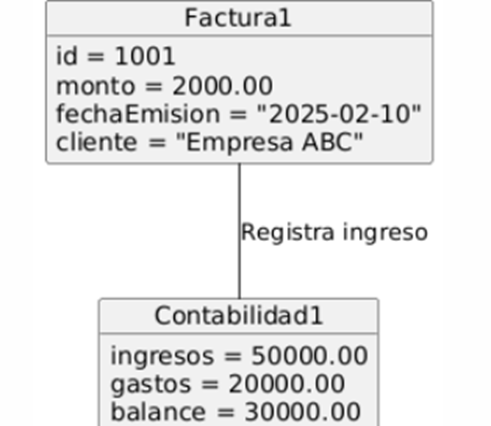 Factura1
id = 1001
monto = 2000.00
fechaEmision = "2025-02-10"
cliente = "Empresa ABC"
Registra ingreso
Contabilidad1
ingresos = 50000.00
gastos = 20000.00
balance = 30000.00